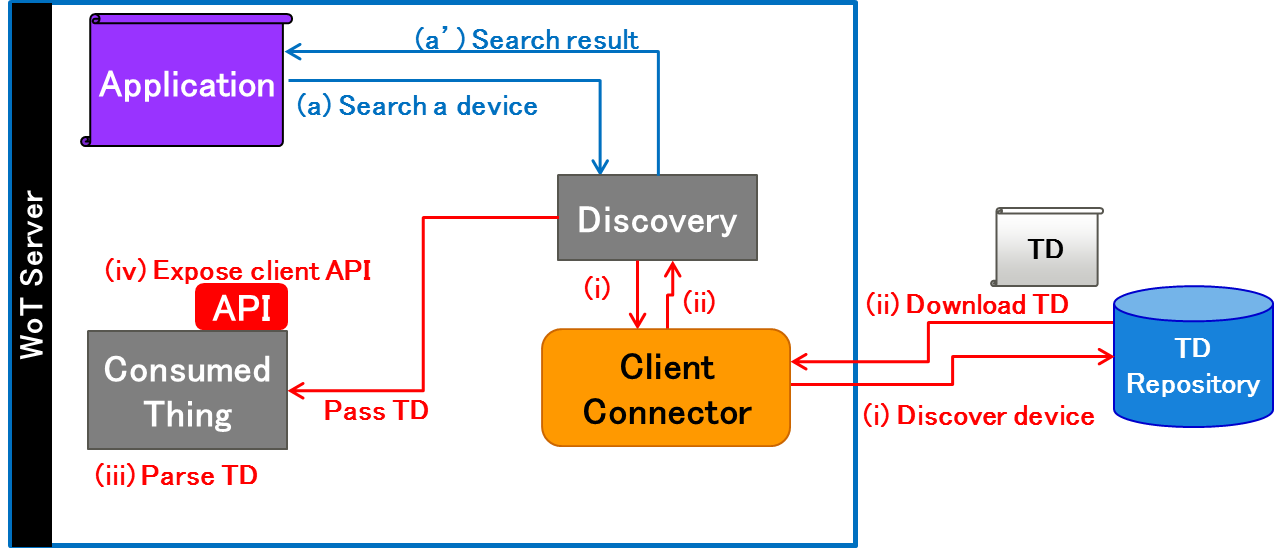 WoT Server
(a’) Search result
Application
(a) Search a device
Discovery
TD
(iv) Expose client API
API
(i)
(ii)
(ii) Download TD
Consumed
Thing
Client
Connector
TD
Repository
Pass TD
(i) Discover device
(iii) Parse TD